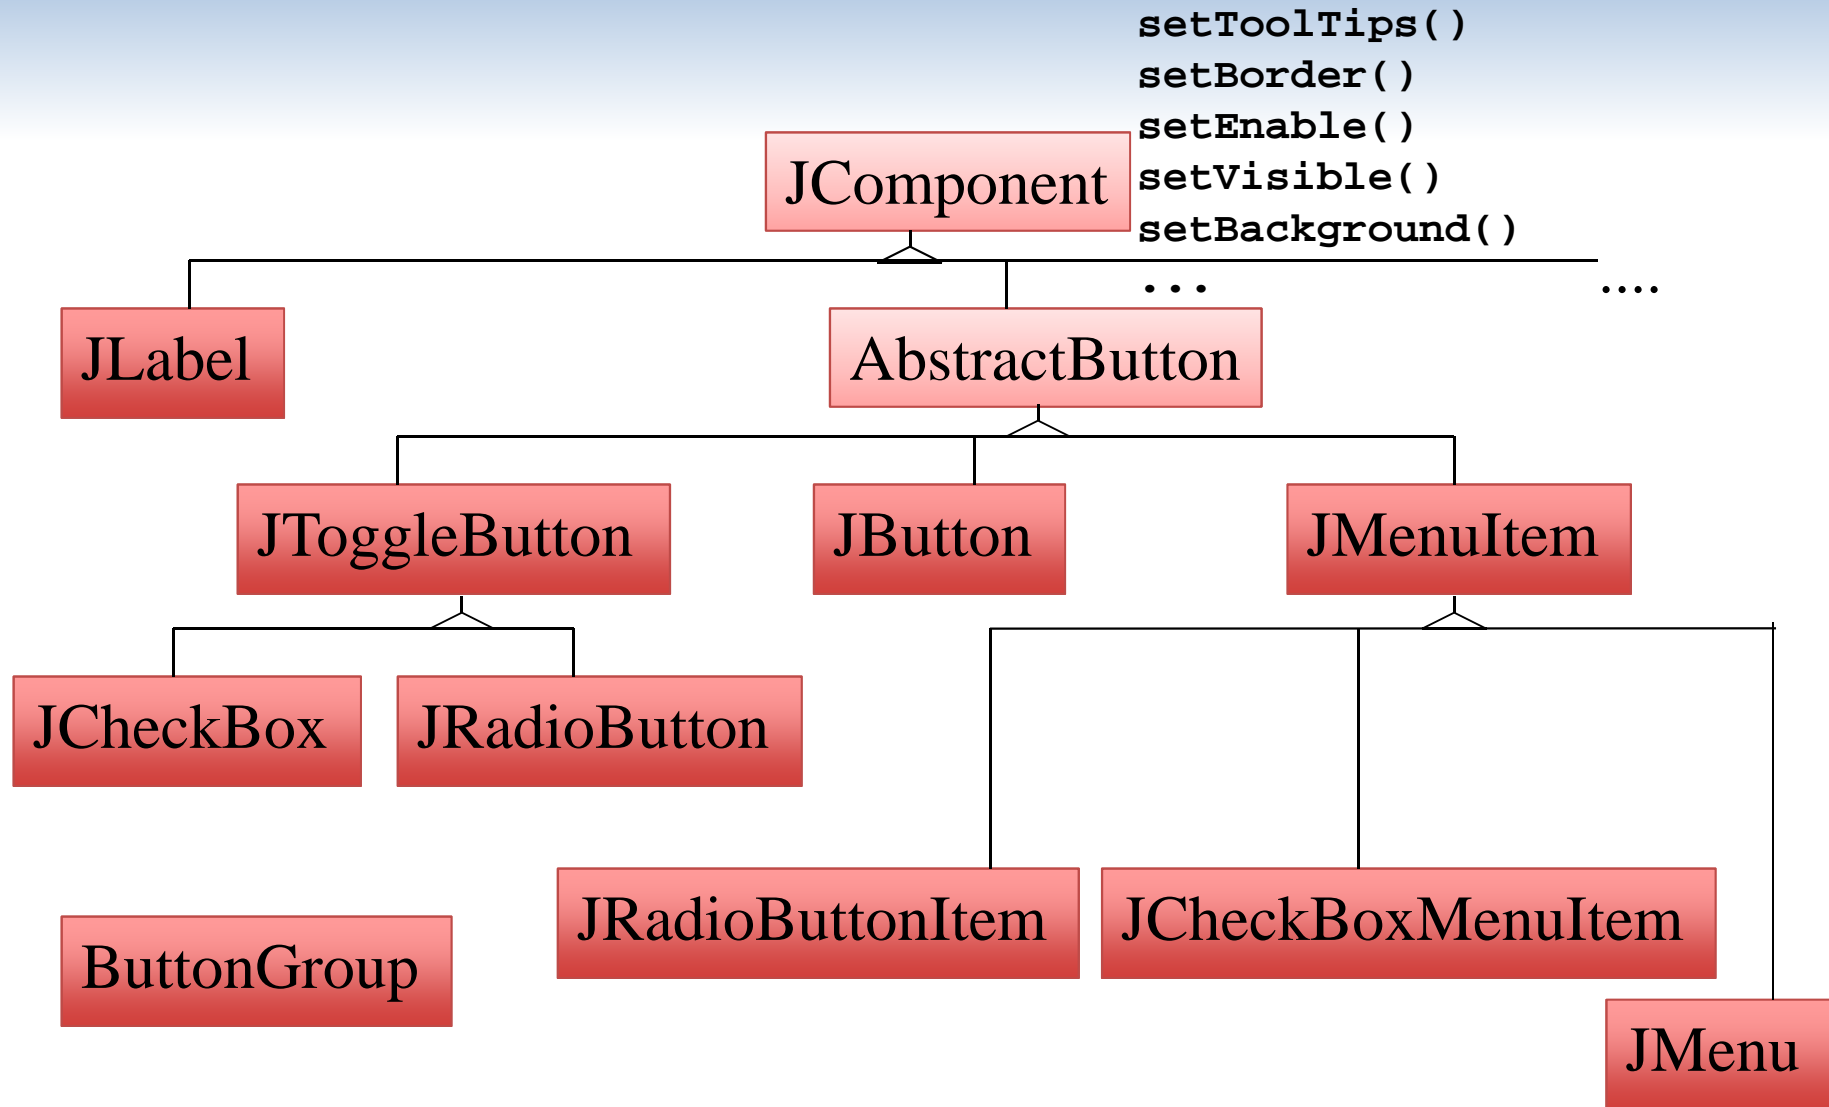 setToolTips()
setBorder()
setEnable()
JComponent
setVisible()
setBackground()
...
....
JLabel
AbstractButton
JToggleButton
JButton
JMenuItem
JCheckBox
JRadioButton
JRadioButtonItem
JCheckBoxMenuItem
ButtonGroup
JMenu